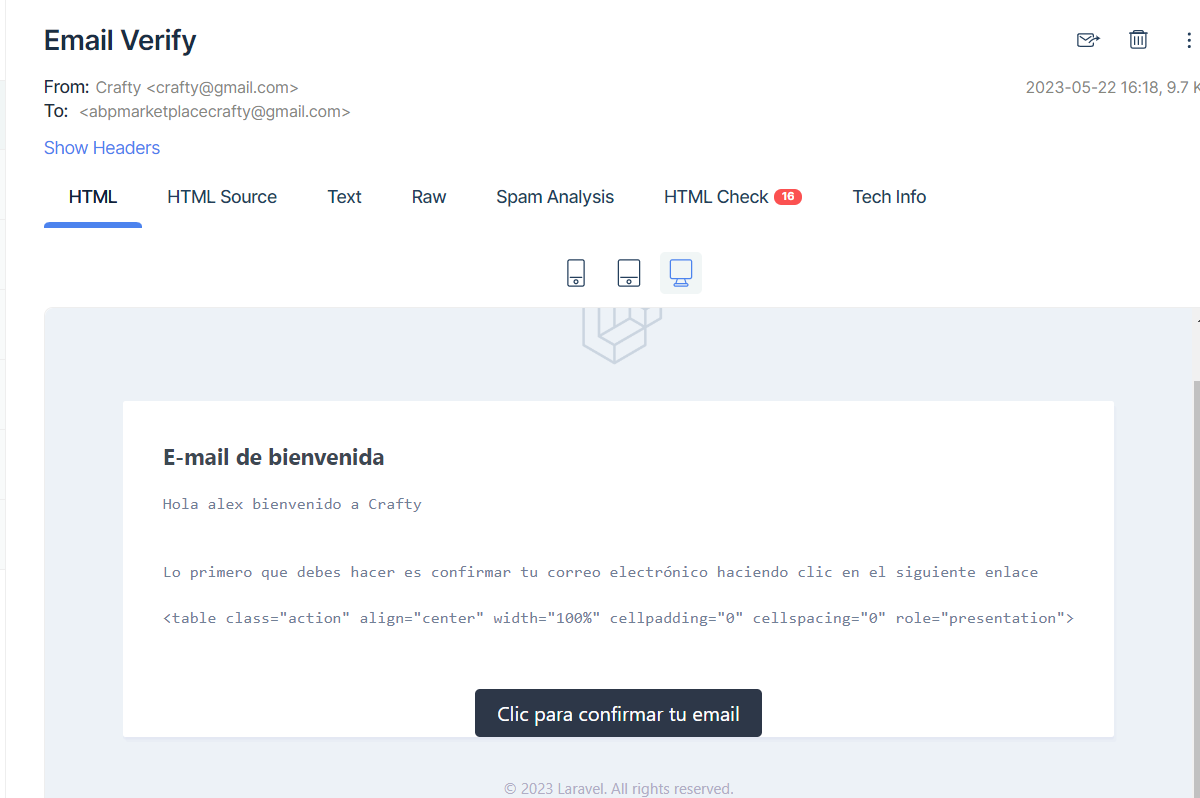 Email Verify
From: Crafty <crafty@gmail.com>
2023-05-22 16:18, 9.7 K
To: <abpmarketplacecrafty@gmail.com>
Show Headers
HTML HTML Source Text Raw Spam Analysis HTML Check 16 Tech Info
E-mail de bienvenida
Hola alex bienvenido a Crafty
Lo primero que debes hacer es confirmar tu correo electrónico haciendo clic en el siguiente enlace
<table class="action" align="center" width="100%" cellpadding="0" cellspacing="0" role="presentation">
Clic para confirmar tu email
© 2023 Laravel. All rights reserved.